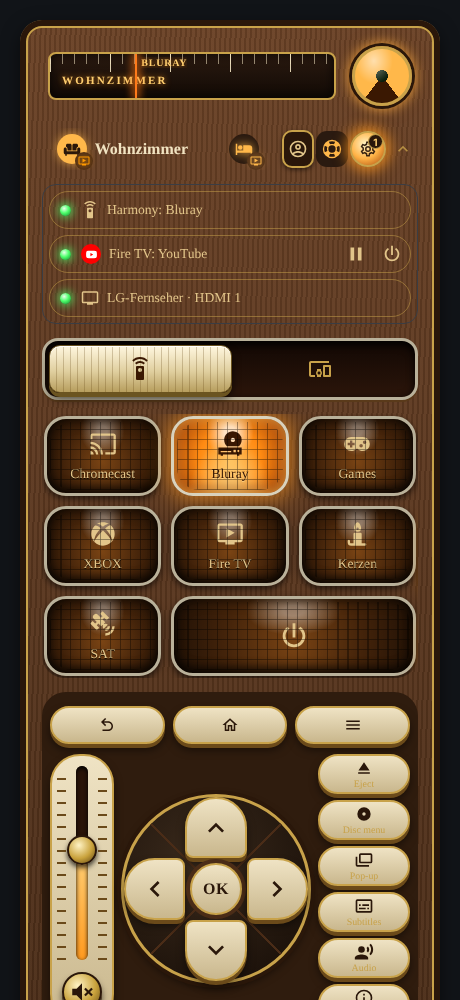 BLURAY
WOHNZIMMER
Wohnzimmer
1
Harmony: Bluray
Fire TV: YouTube
LG-Fernseher · HDMI 1
Chromecast
Bluray
Games
XBOX
Fire TV
Kerzen
SAT
Eject
Disc menu
Pop-up
OK
Subtitles
Audio